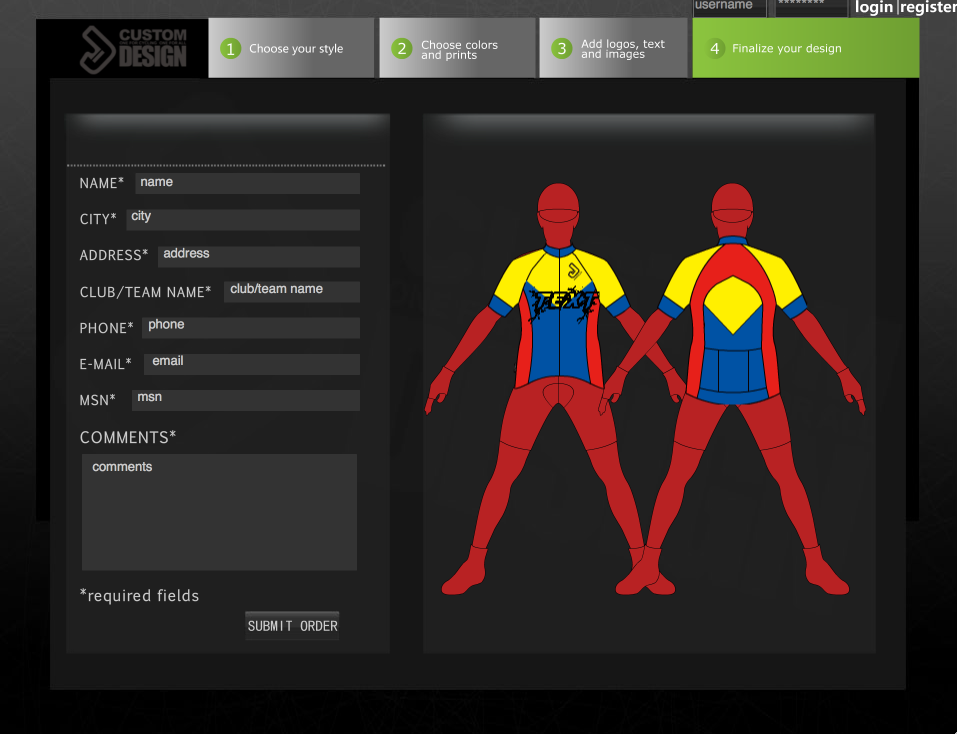 username
********
login |register
CUSTOM
DESIGN
1 Choose your style
2 Choose colors
and prints
3 Add logos, text
and images
4 Finalize your design
NAME* name
CITY* city
ADDRESS* address
CLUB/TEAM NAME* club/team name
PHONE* phone
E-MAIL* email
MSN* msn
COMMENTS*
comments
*required fields
SUBMIT ORDER